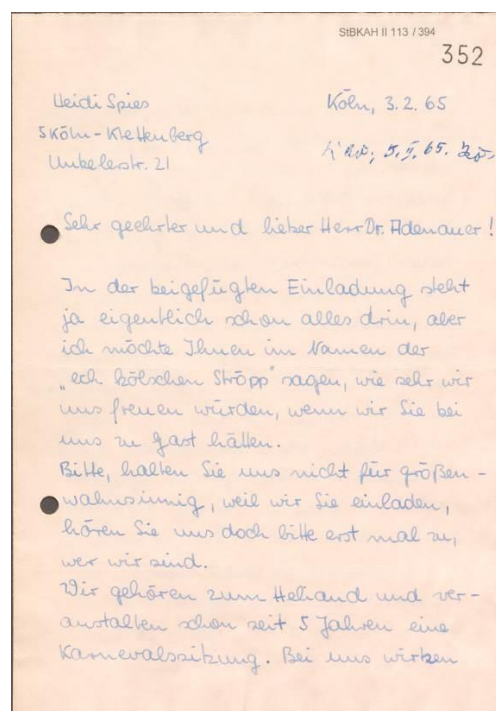 StBKAH II 113 / 394
352
Heidi Spies
Köln, 3.2.65
5 Köln-Klettenberg
Unkelerstr. 21
5.2.65.
Sehr geehrter und lieber Herr Dr. Adenauer!
In der beigefügten Einladung steht
ja eigentlich schon alles drin, aber
ich möchte Ihnen im Namen der
„ech kölschen Ströpp" sagen, wie sehr wir
uns freuen würden, wenn wir Sie bei
uns zu Gast hätten.
Bitte, halten Sie uns nicht für größen-
wahnsinnig, weil wir Sie einladen,
hören Sie uns doch bitte erst mal zu,
wer wir sind.
Wir gehören zum Heliand und ver-
anstalten schon seit 5 Jahren eine
Karnevalssitzung. Bei uns wirken